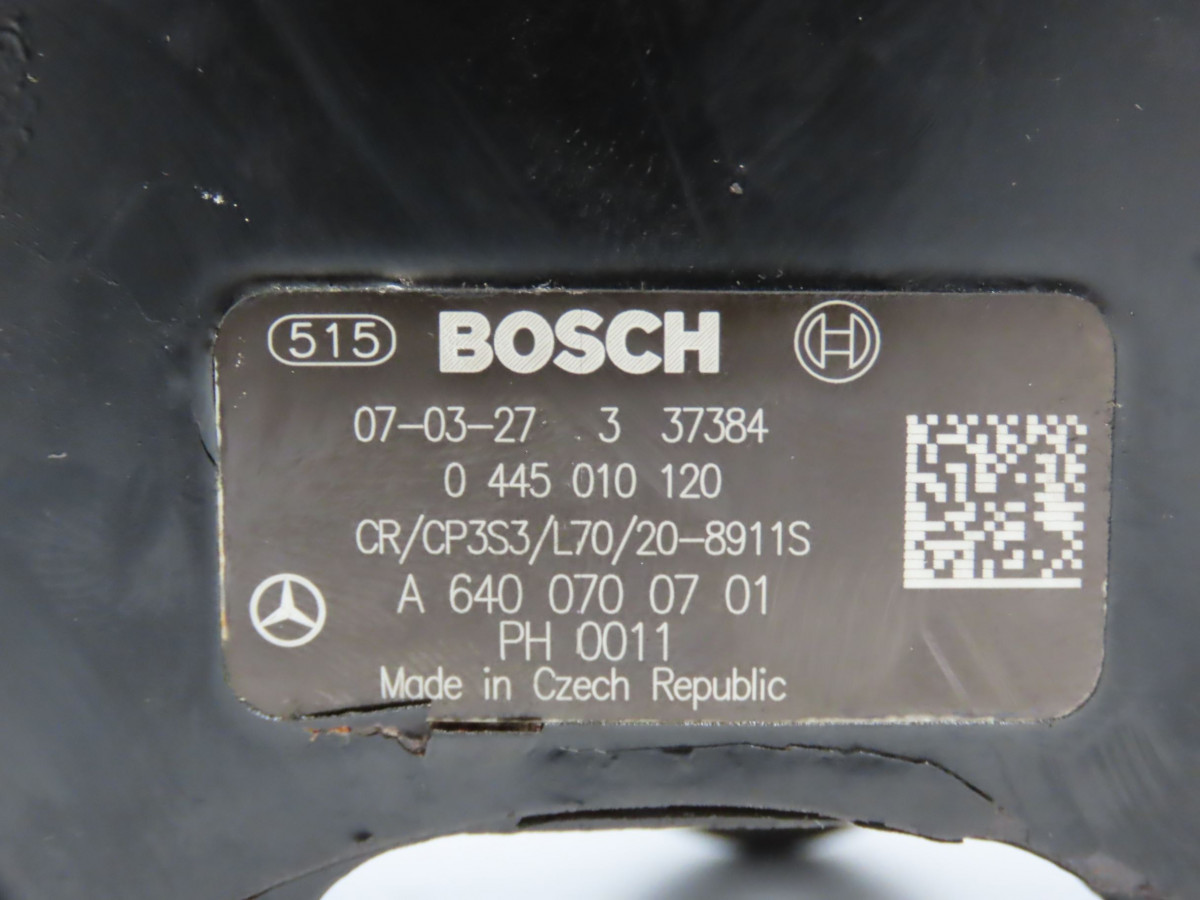 515 BOSCH
07-03-27 3 37384
0 445 010 120
CR/CP3S3/L70/20-8911S
A 640 070 07 01
PH 0011
Made in Czech Republic